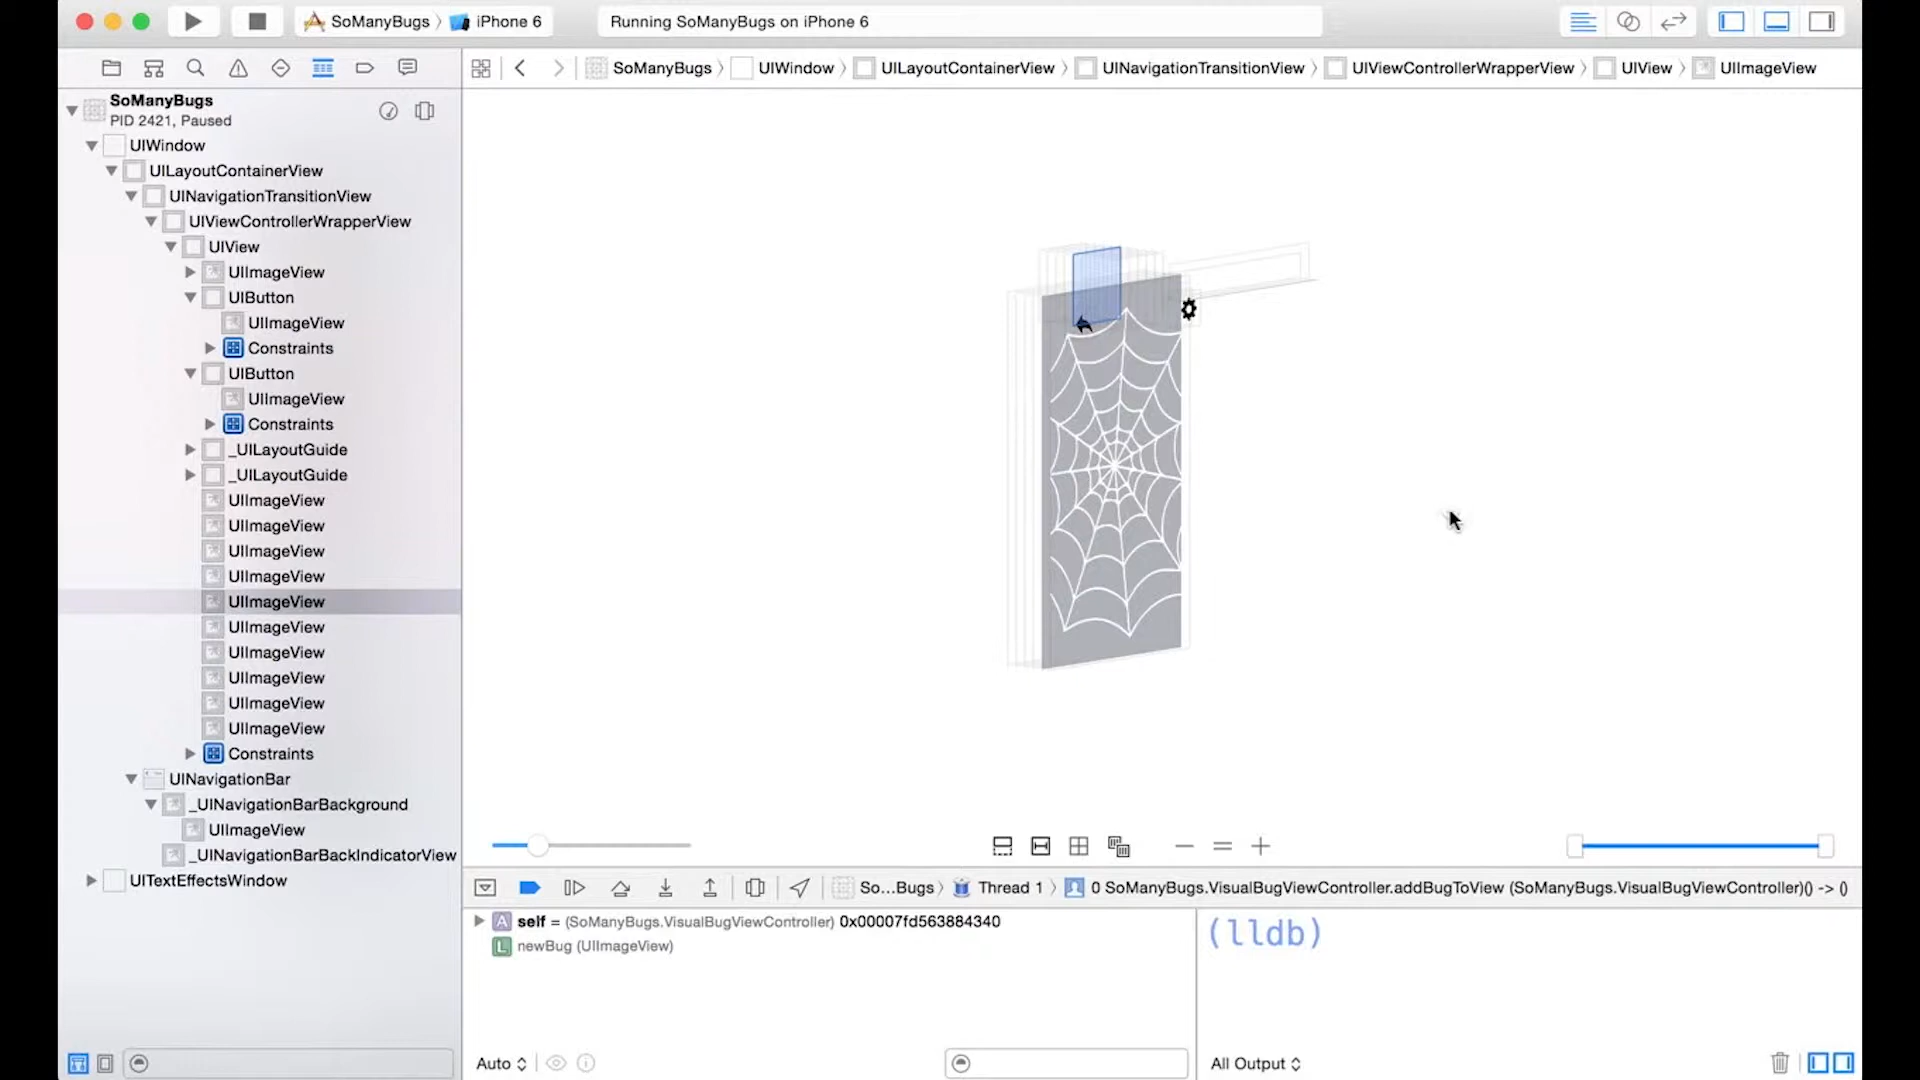 SoManyBugs iPhone 6
Running SoManyBugs on iPhone 6
SoManyBugs UIWindow UILayoutContainerView UINavigationTransitionView UIViewControllerWrapperView UIView UIImageView
SoManyBugs
PID 2421, Paused
UIWindow
UILayoutContainerView
UINavigationTransitionView
UIViewControllerWrapperView
UIView
UIImageView
UIButton
UIImageView
Constraints
UIButton
UIImageView
Constraints
_UILayoutGuide
_UILayoutGuide
UIImageView
UIImageView
UIImageView
UIImageView
UIImageView
UIImageView
UIImageView
UIImageView
UIImageView
UIImageView
Constraints
UINavigationBar
_UINavigationBarBackground
UIImageView
_UINavigationBarBackIndicatorView
UITextEffectsWindow
So...Bugs Thread 1 0 SoManyBugs.VisualBugViewController.addBugToView (SoManyBugs.VisualBugViewController)() -> ()
A self = (SoManyBugs.VisualBugViewController) 0x00007fd563884340
L newBug (UIImageView)
(lldb)
Auto
All Output